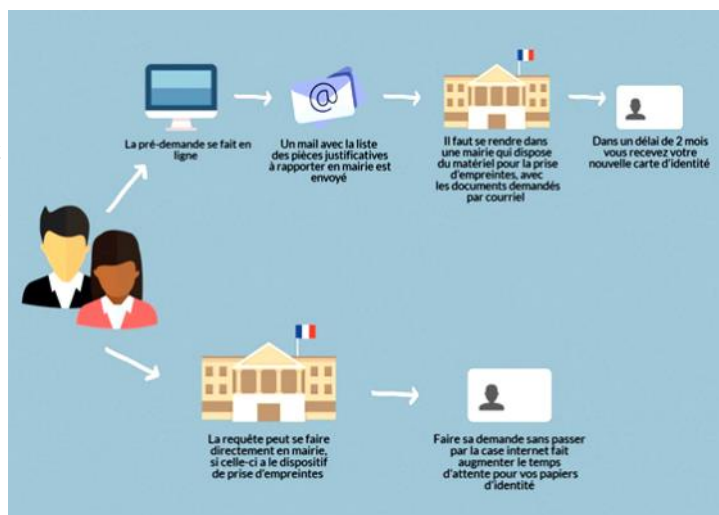 La pré-demande se fait en
ligne
@
Un mail avec la liste
des pièces justificatives
à rapporter en mairie est
envoyé
Il faut se rendre dans
une mairie qui dispose
du matériel pour la prise
d'empreintes, avec
les documents demandés
par courriel
Dans un délai de 2 mois
vous recevez votre
nouvelle carte d'identité
La requête peut se faire
directement en mairie,
si celle-ci a le dispositif
de prise d'empreintes
Faire sa demande sans passer
par la case internet fait
augmenter le temps
d'attente pour vos papiers
d'identité